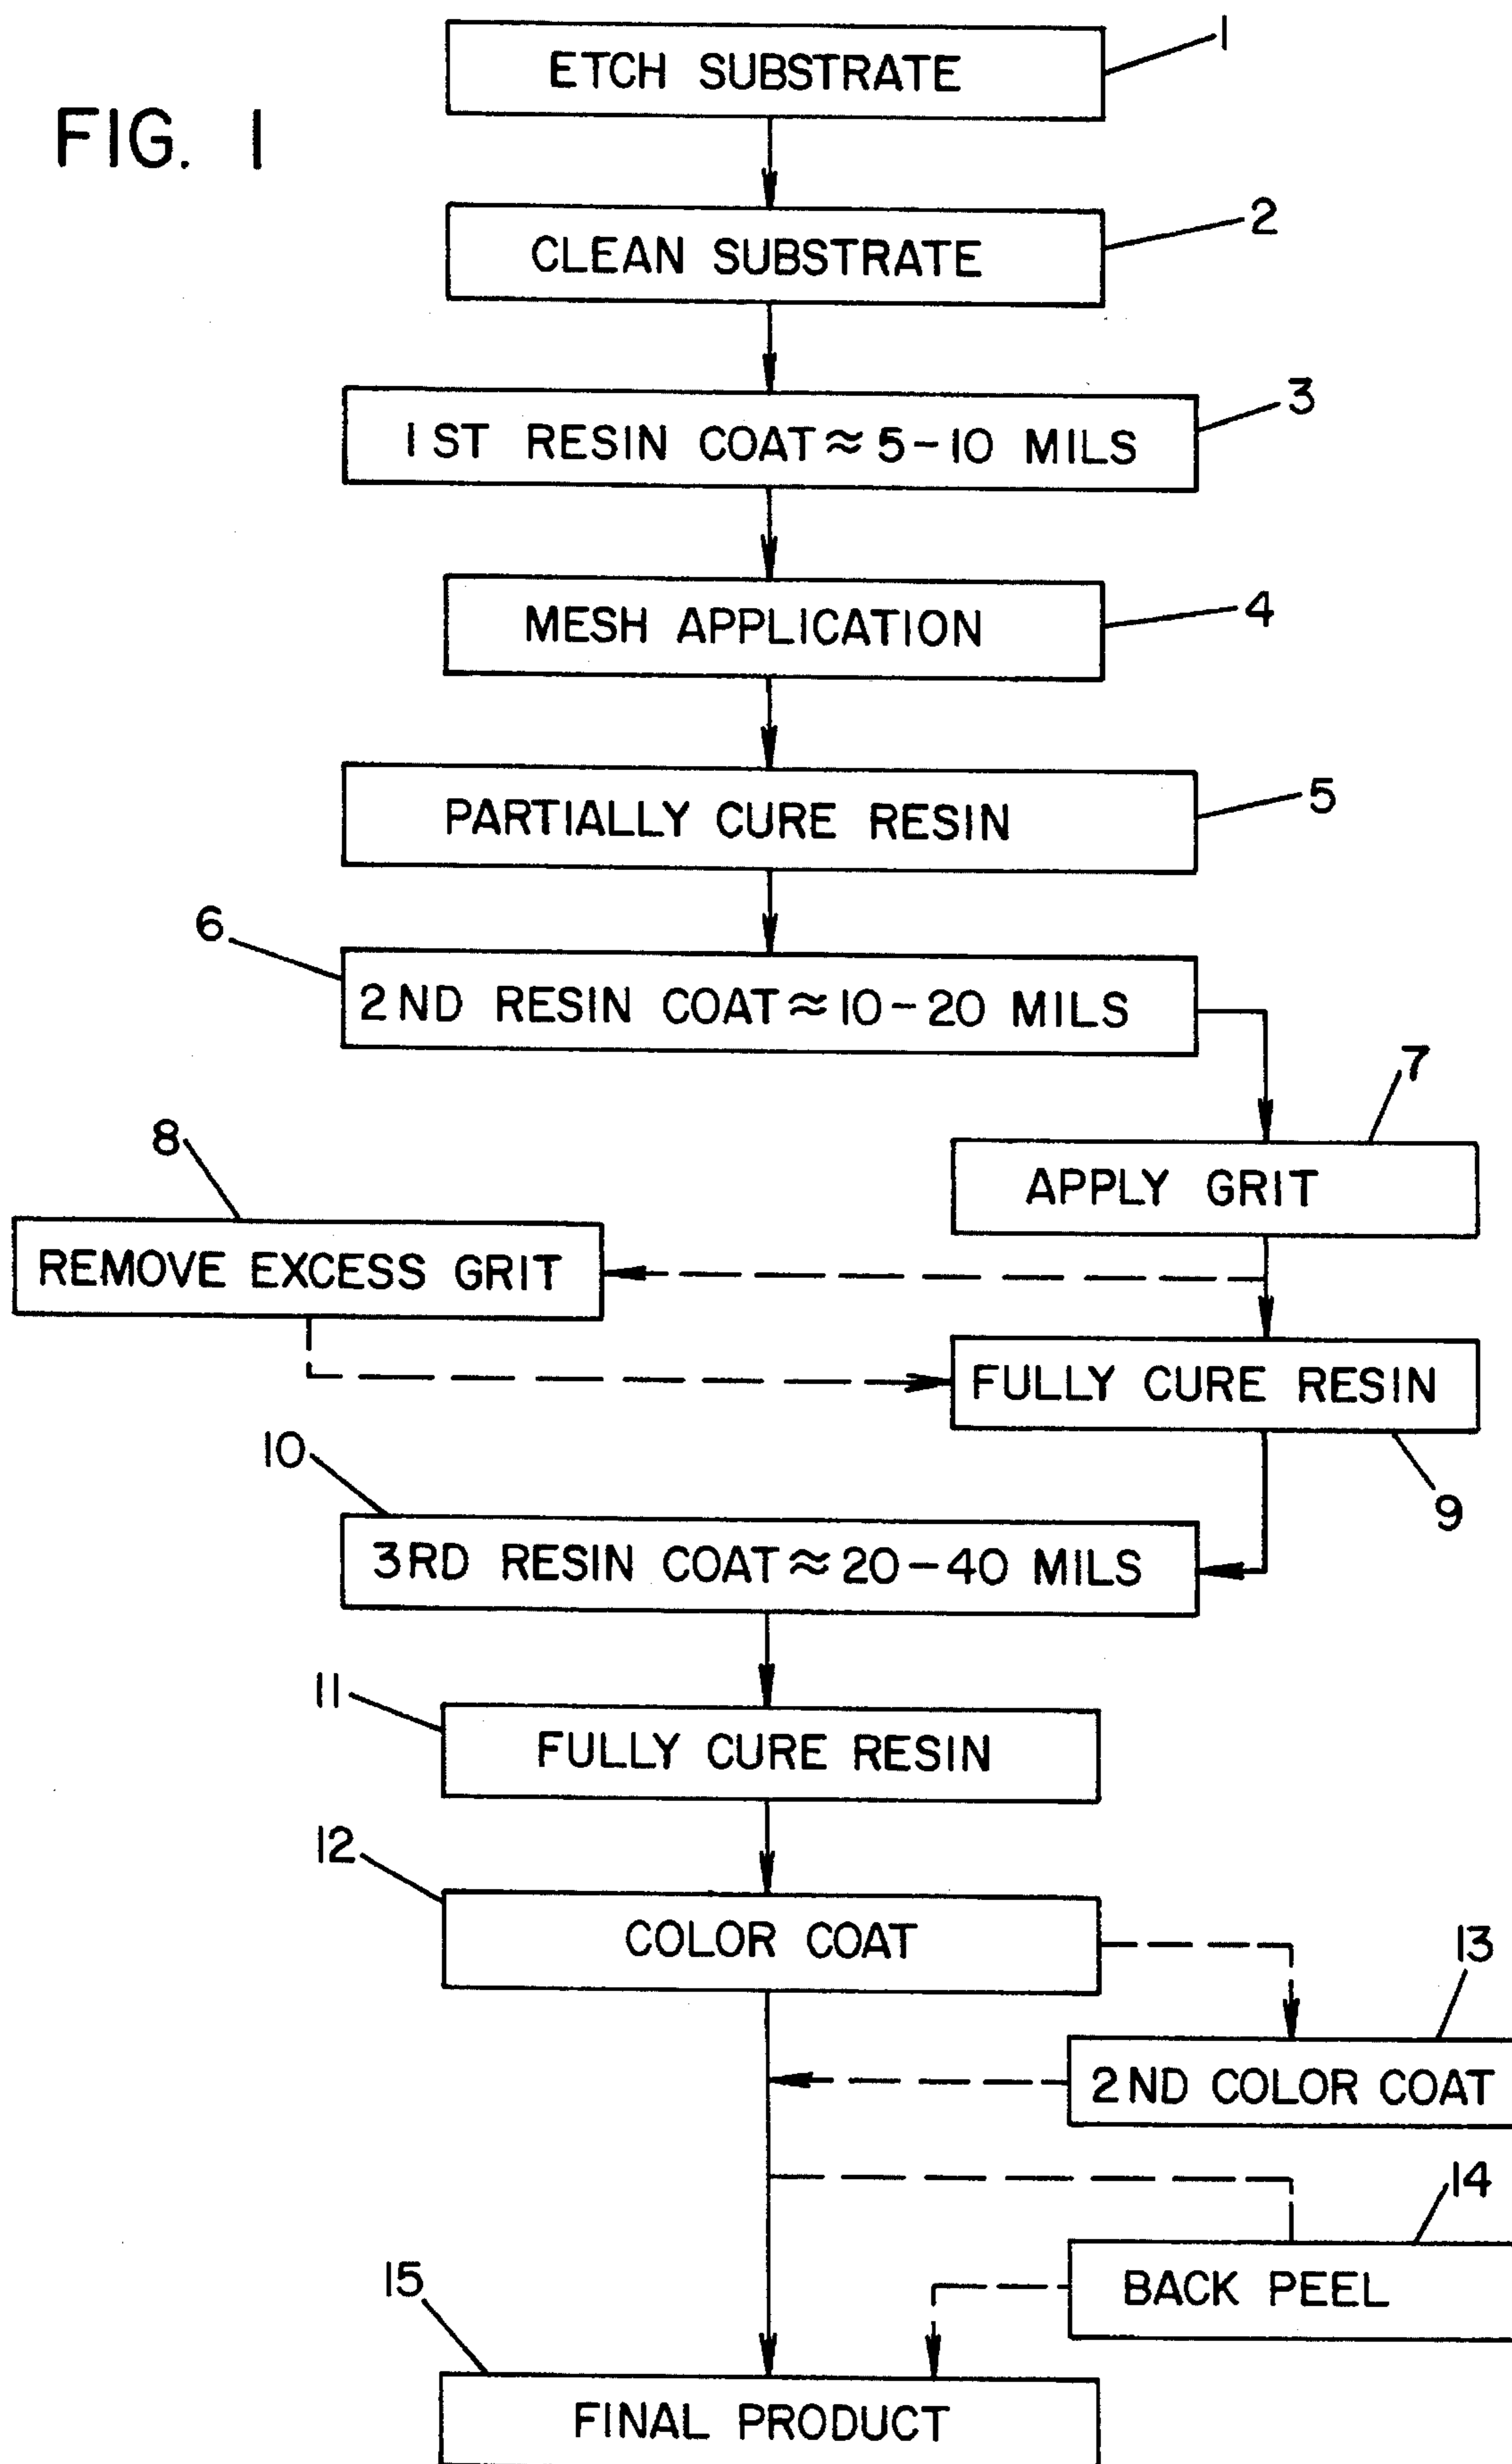 FIG. 1
ETCH SUBSTRATE
1
CLEAN SUBSTRATE
2
1ST RESIN COAT ≈ 5-10 MILS
3
MESH APPLICATION
4
PARTIALLY CURE RESIN
5
6
2ND RESIN COAT ≈ 10-20 MILS
7
APPLY GRIT
8
REMOVE EXCESS GRIT
FULLY CURE RESIN
9
10
3RD RESIN COAT ≈ 20-40 MILS
11
FULLY CURE RESIN
12
COLOR COAT
13
2ND COLOR COAT
14
BACK PEEL
15
FINAL PRODUCT